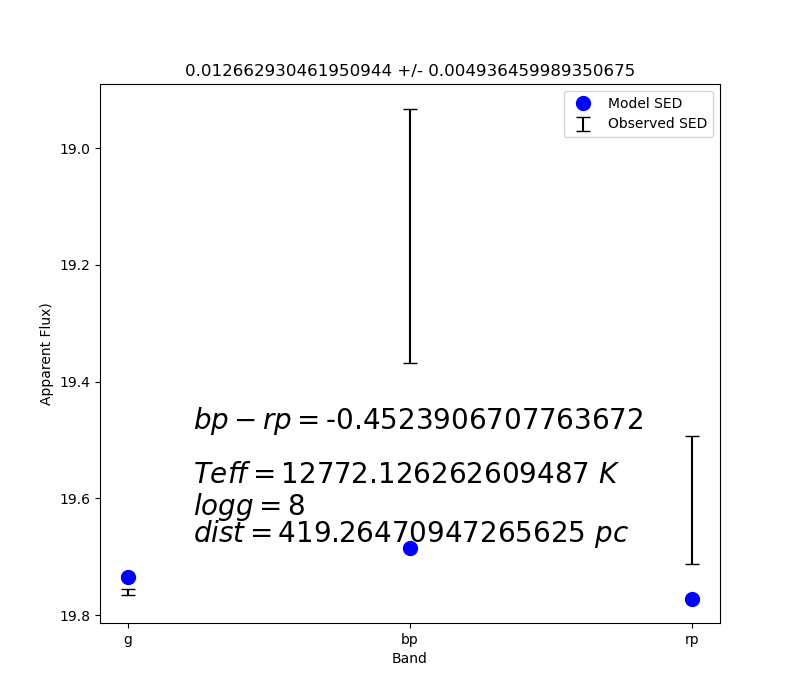 0.012662930461950944 +/- 0.004936459989350675
Model SED
Observed SED
19.0
19.2
19.4
19.6
19.8
Apparent Flux)
bp − rp = -0.4523906707763672
Teff = 12772.126262609487 K
logg = 8
dist = 419.26470947265625 pc
g
bp
rp
Band